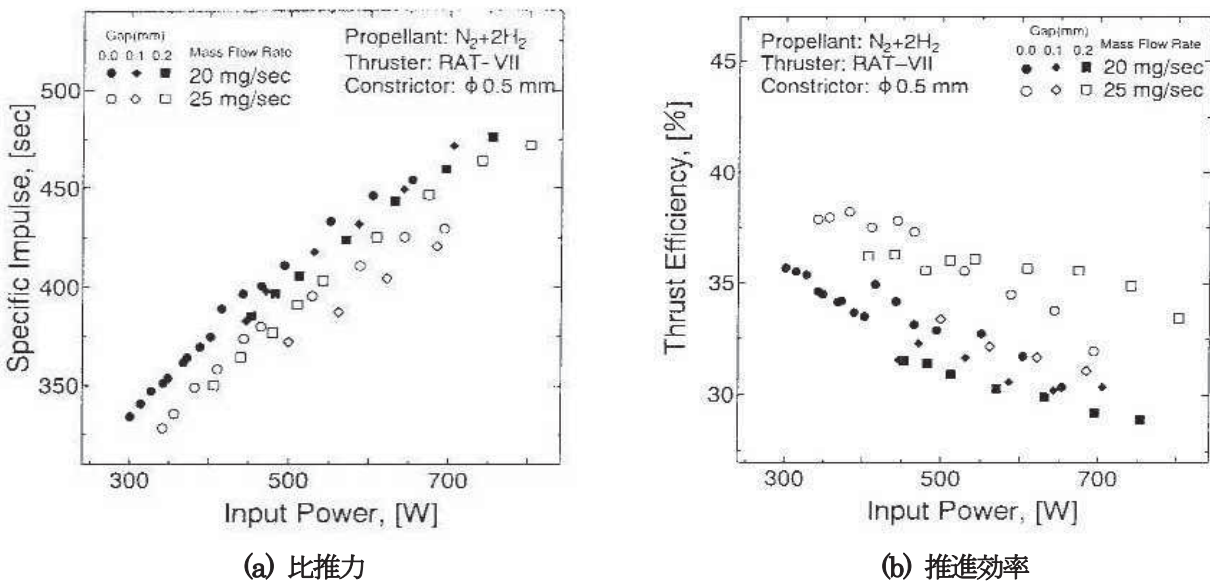 Gap(mm)
0.0 0.1 0.2 Mass Flow Rate
20 mg/sec
25 mg/sec
Propellant: N₂+2H₂
Thruster: RAT-VII
Constrictor: φ 0.5 mm
Specific Impulse, [sec]
500
450
400
350
300 500 700
Input Power, [W]
(a) 比推力
Propellant: N₂+2H₂
Thruster: RAT-VII
Constrictor: φ 0.5 mm
Gap(mm)
0.0 0.1 0.2 Mass Flow Rate
20 mg/sec
25 mg/sec
Thrust Efficiency, [%]
45
40
35
30
300 500 700
Input Power, [W]
(b) 推進効率